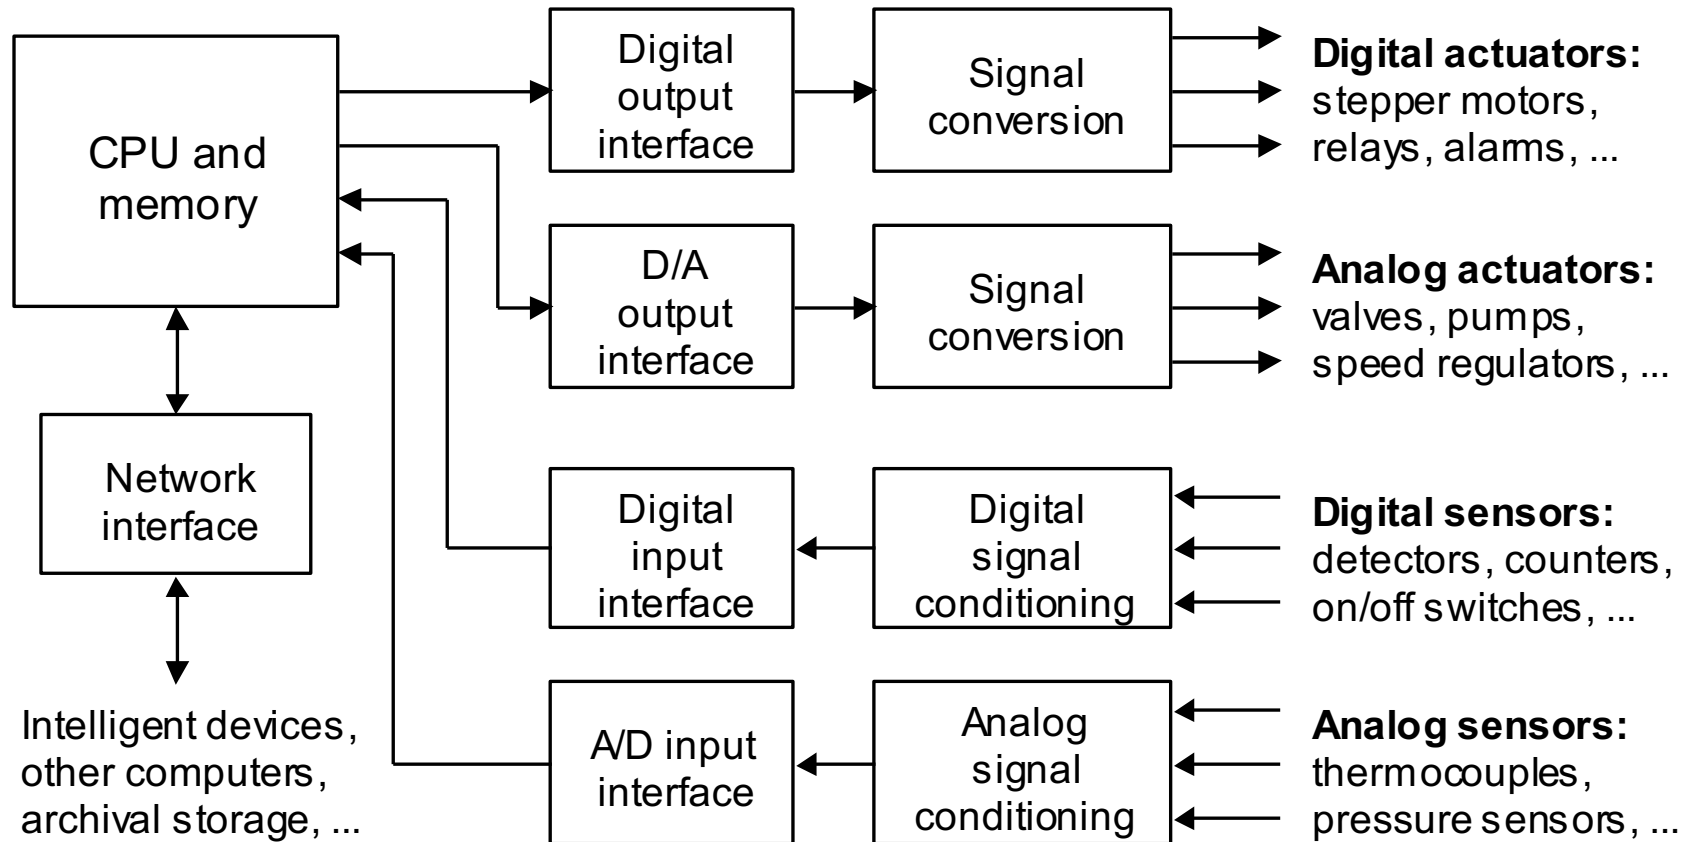 CPU and
memory
Digital
output
interface
Signal
conversion
Digital actuators:
stepper motors,
relays, alarms, ...
D/A
output
interface
Signal
conversion
Analog actuators:
valves, pumps,
speed regulators, ...
Network
interface
Digital
input
interface
Digital
signal
conditioning
Digital sensors:
detectors, counters,
on/off switches, ...
Intelligent devices,
other computers,
archival storage, ...
A/D input
interface
Analog
signal
conditioning
Analog sensors:
thermocouples,
pressure sensors, ...